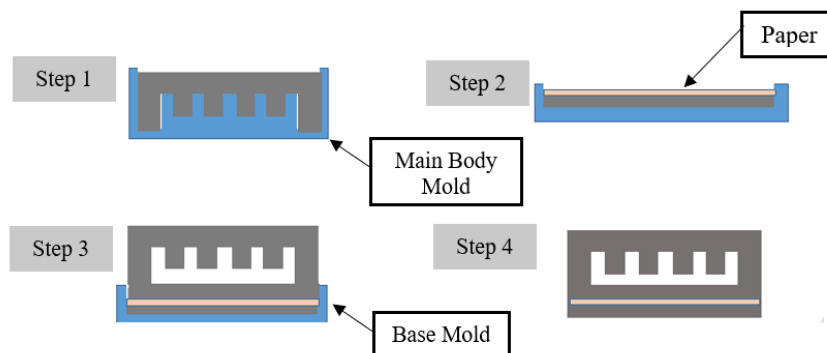 Paper
Step 1
Step 2
Main Body
Mold
Step 3
Step 4
Base Mold